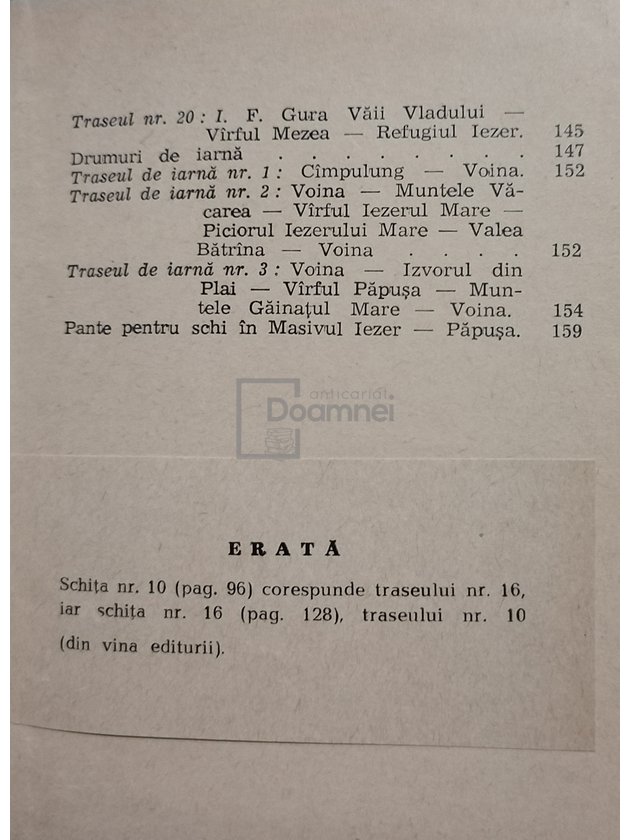 Traseul nr. 20 : I. F. Gura Văii Vladului —
Vîrful Mezea — Refugiul Iezer. 145
Drumuri de iarnă . . . . . . . . 147
Traseul de iarnă nr. 1 : Cîmpulung — Voina. 152
Traseul de iarnă nr. 2 : Voina — Muntele Vă-
carea — Vîrful Iezerul Mare —
Piciorul Iezerului Mare — Valea
Bătrîna — Voina . . . . 152
Traseul de iarnă nr. 3 : Voina — Izvorul din
Plai — Vîrful Păpușa — Mun-
tele Găinațul Mare — Voina. 154
Pante pentru schi în Masivul Iezer — Păpușa. 159
anticariat
Doamnei
ERATĂ
Schița nr. 10 (pag. 96) corespunde traseului nr. 16,
iar schița nr. 16 (pag. 128), traseului nr. 10
(din vina editurii).